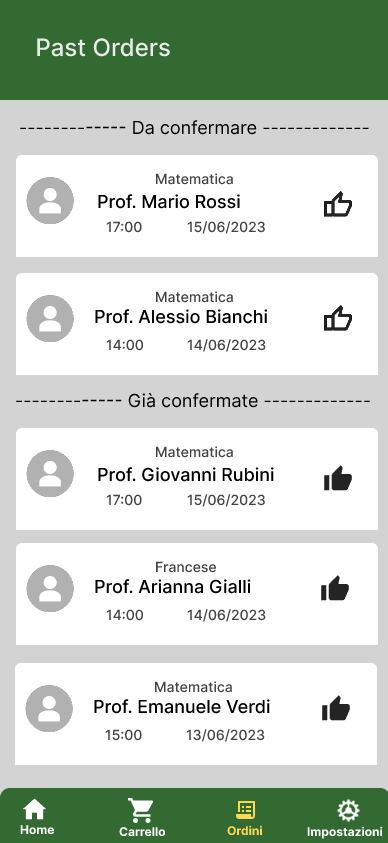 Past Orders
------------- Da confermare -------------
Matematica
Prof. Mario Rossi
17:00 15/06/2023
Matematica
Prof. Alessio Bianchi
14:00 14/06/2023
------------- Già confermate -------------
Matematica
Prof. Giovanni Rubini
17:00 15/06/2023
Francese
Prof. Arianna Gialli
14:00 14/06/2023
Matematica
Prof. Emanuele Verdi
15:00 13/06/2023
Home Carrello Ordini Impostazioni